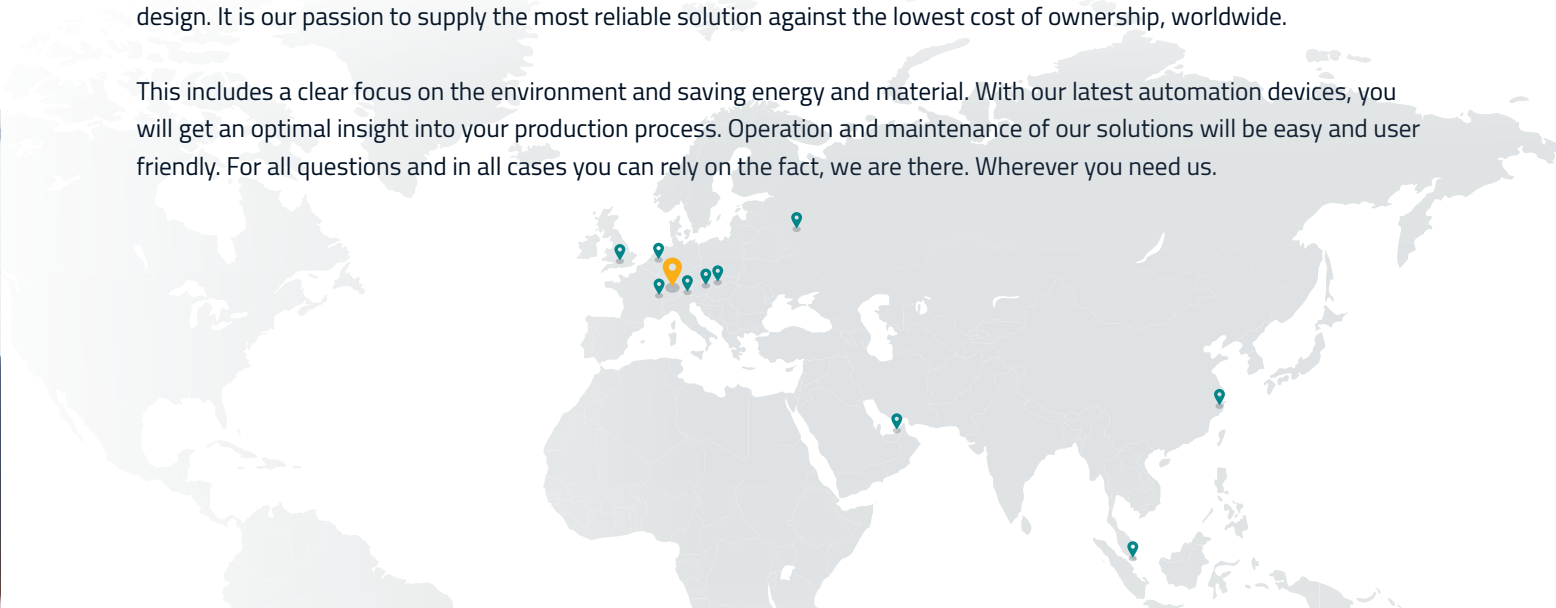 design. It is our passion to supply the most reliable solution against the lowest cost of ownership, worldwide.
This includes a clear focus on the environment and saving energy and material. With our latest automation devices, you
will get an optimal insight into your production process. Operation and maintenance of our solutions will be easy and user
friendly. For all questions and in all cases you can rely on the fact, we are there. Wherever you need us.